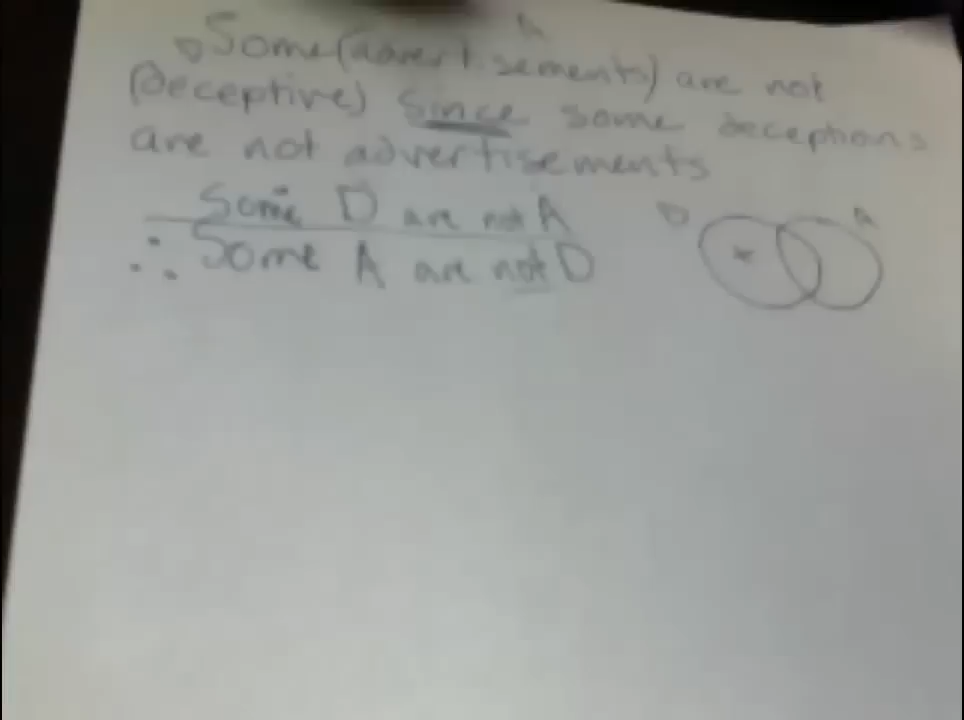 A
D Some (advertisements) are not
(Deceptive) since some deceptions
are not advertisements
Some D are not A
∴ Some A are not D
D A
*